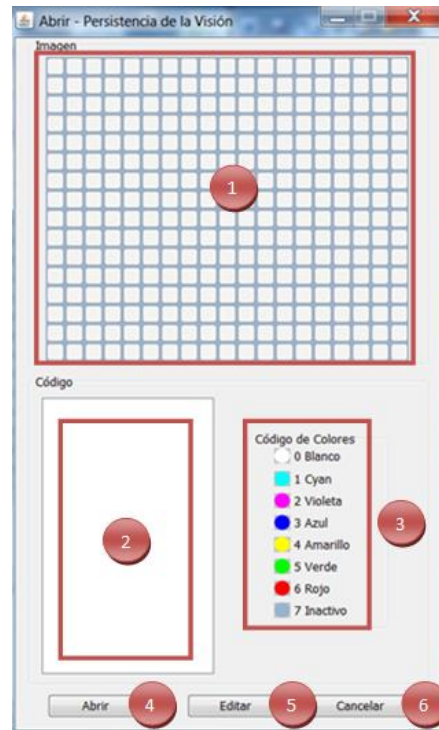 Abrir - Persistencia de la Visión
Imagen
1
Código
2
Código de Colores
0 Blanco
1 Cyan
2 Violeta
3 Azul
4 Amarillo
5 Verde
6 Rojo
7 Inactivo
3
Abrir 4 Editar 5 Cancelar 6